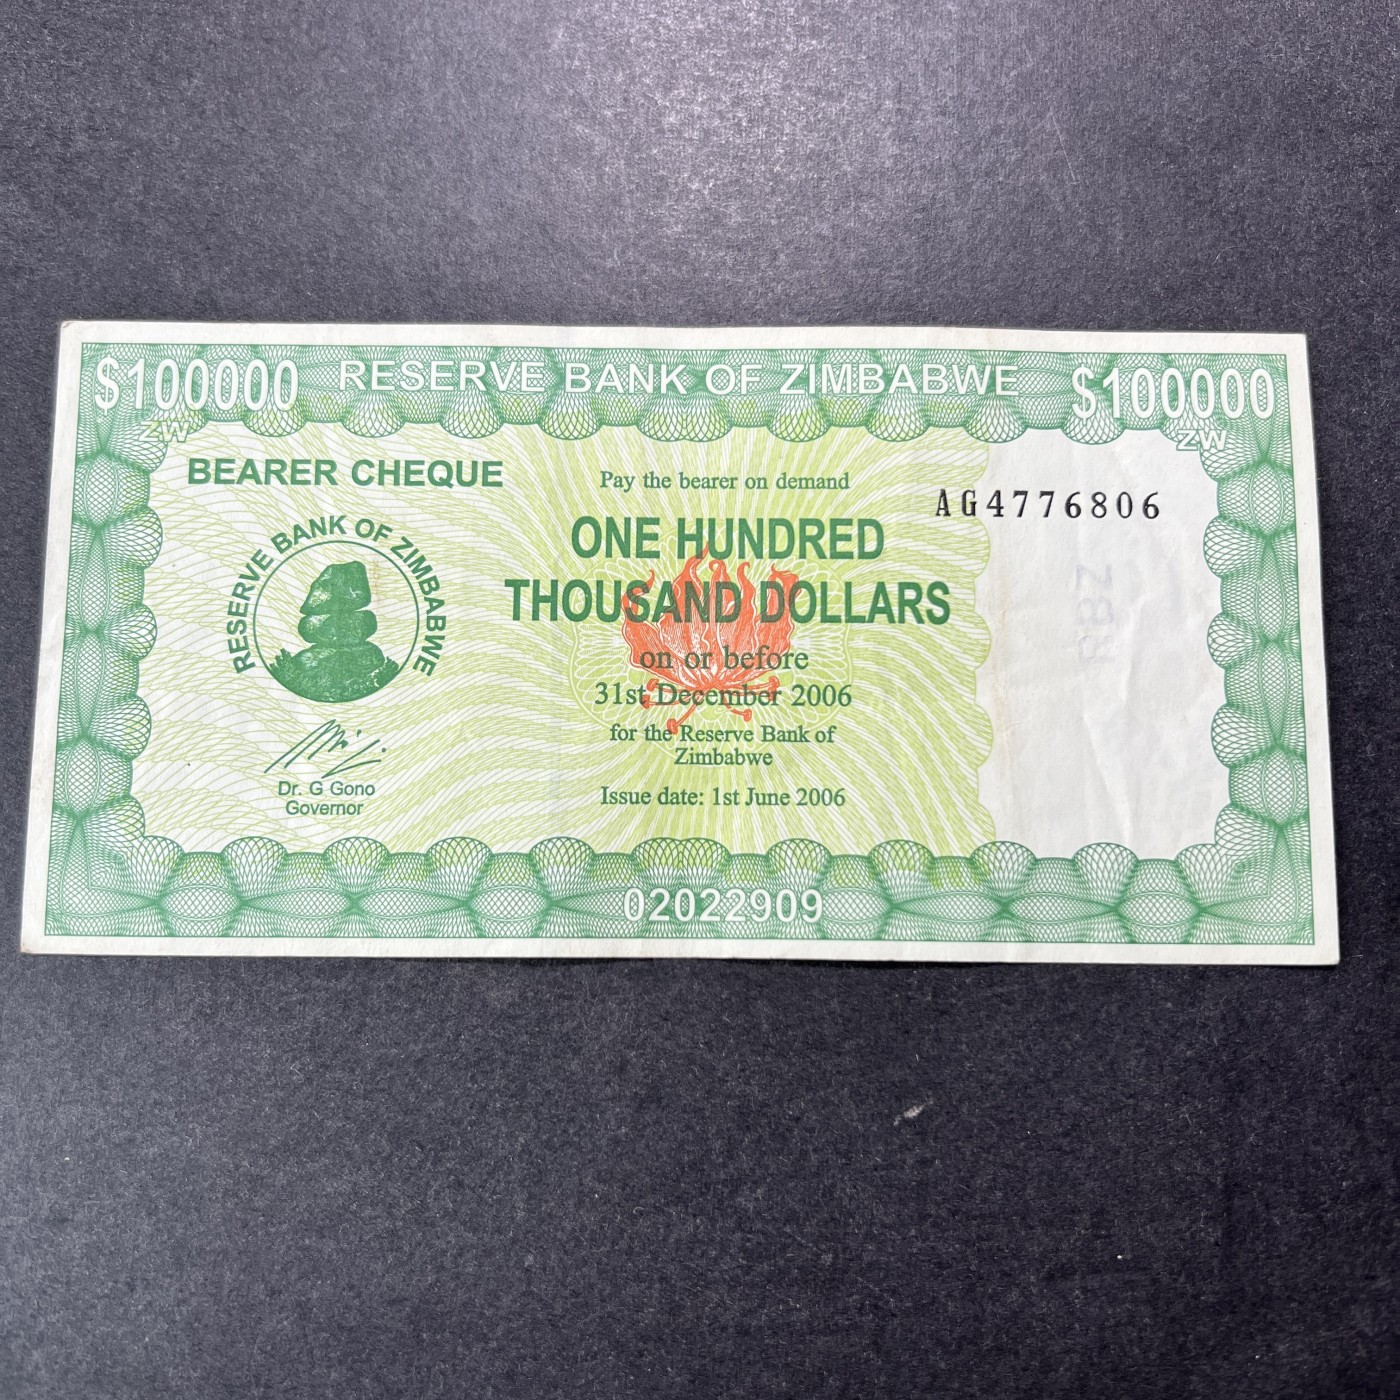 $100000 RESERVE BANK OF ZIMBABWE $100000
ZW ZW
BEARER CHEQUE
Pay the bearer on demand
AG4776806
ONE HUNDRED
THOUSAND DOLLARS
RESERVE BANK OF ZIMBABWE
RBZ
on or before
31st December 2006
for the Reserve Bank of
Zimbabwe
Dr. G Gono
Governor
Issue date: 1st June 2006
02022909